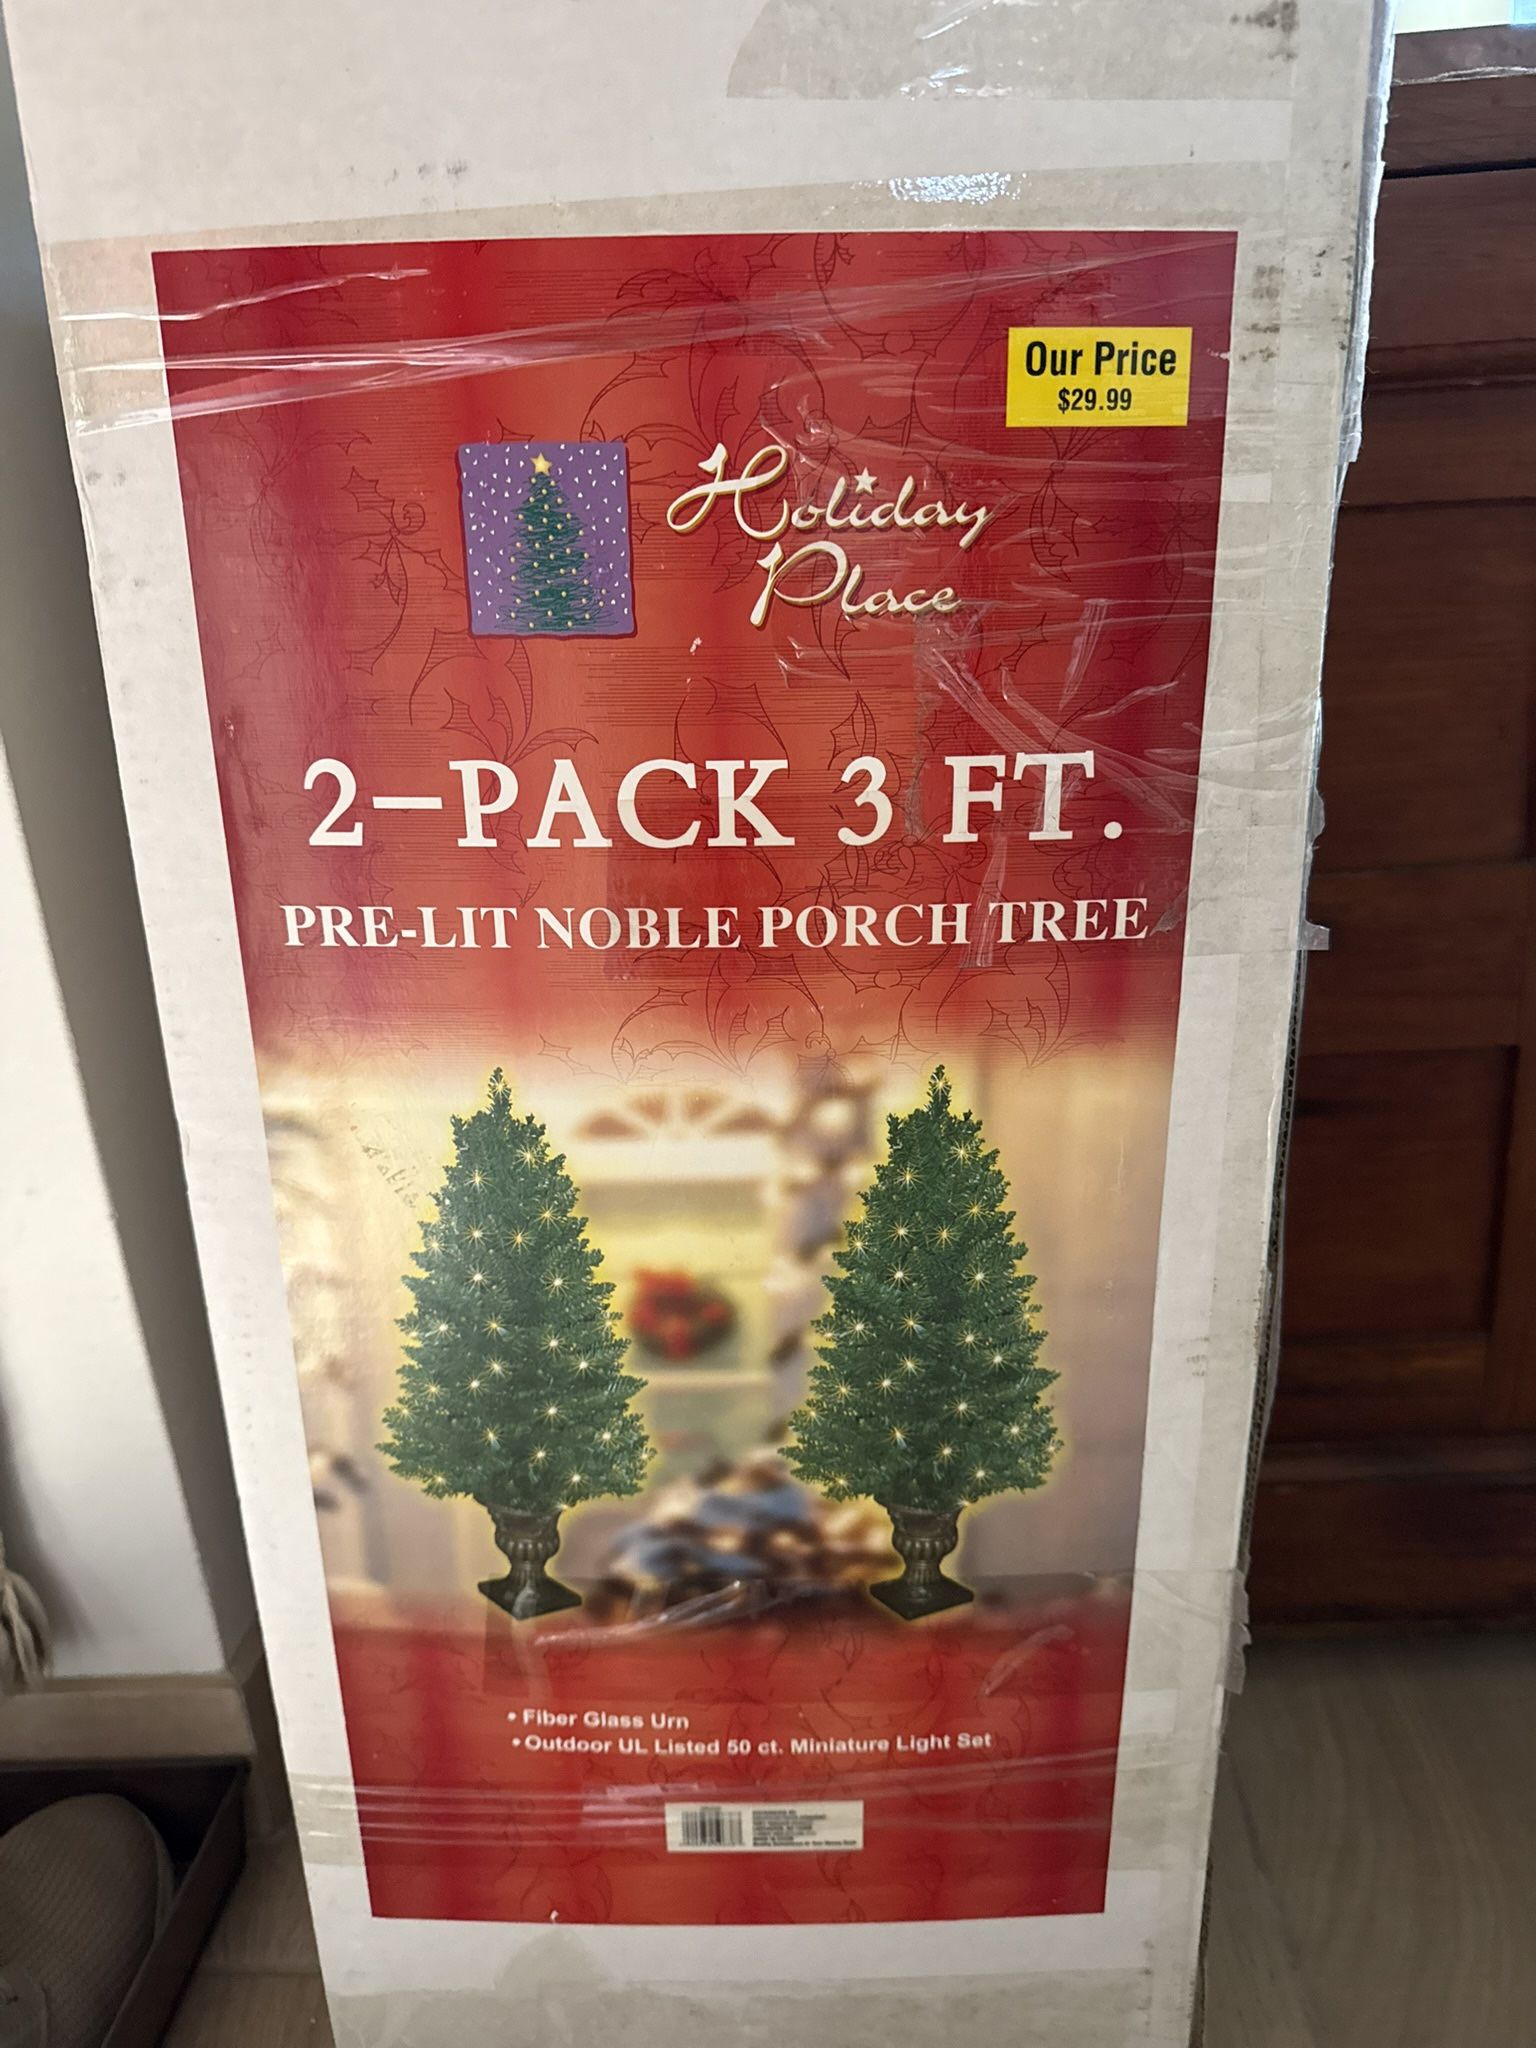 Our Price
$29.99
Holiday
Place
2-PACK 3 FT.
PRE-LIT NOBLE PORCH TREE
• Fiber Glass Urn
• Outdoor UL Listed 50 ct. Miniature Light Set